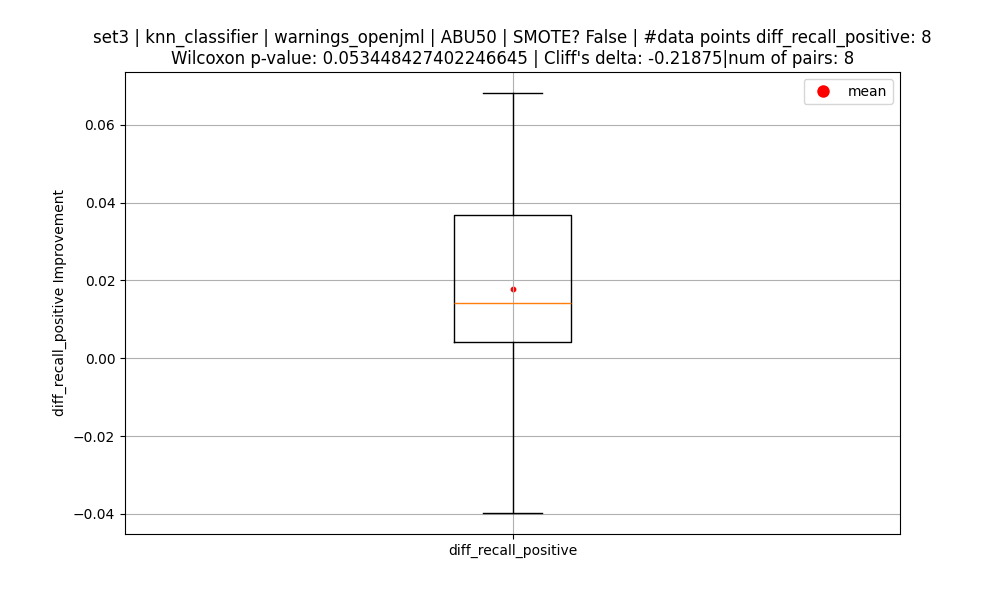 set3 | knn_classifier | warnings_openjml | ABU50 | SMOTE? False | #data points diff_recall_positive: 8
Wilcoxon p-value: 0.053448427402246645 | Cliff's delta: -0.21875|num of pairs: 8
mean
0.06
0.04
0.02
0.00
−0.02
−0.04
diff_recall_positive Improvement
diff_recall_positive